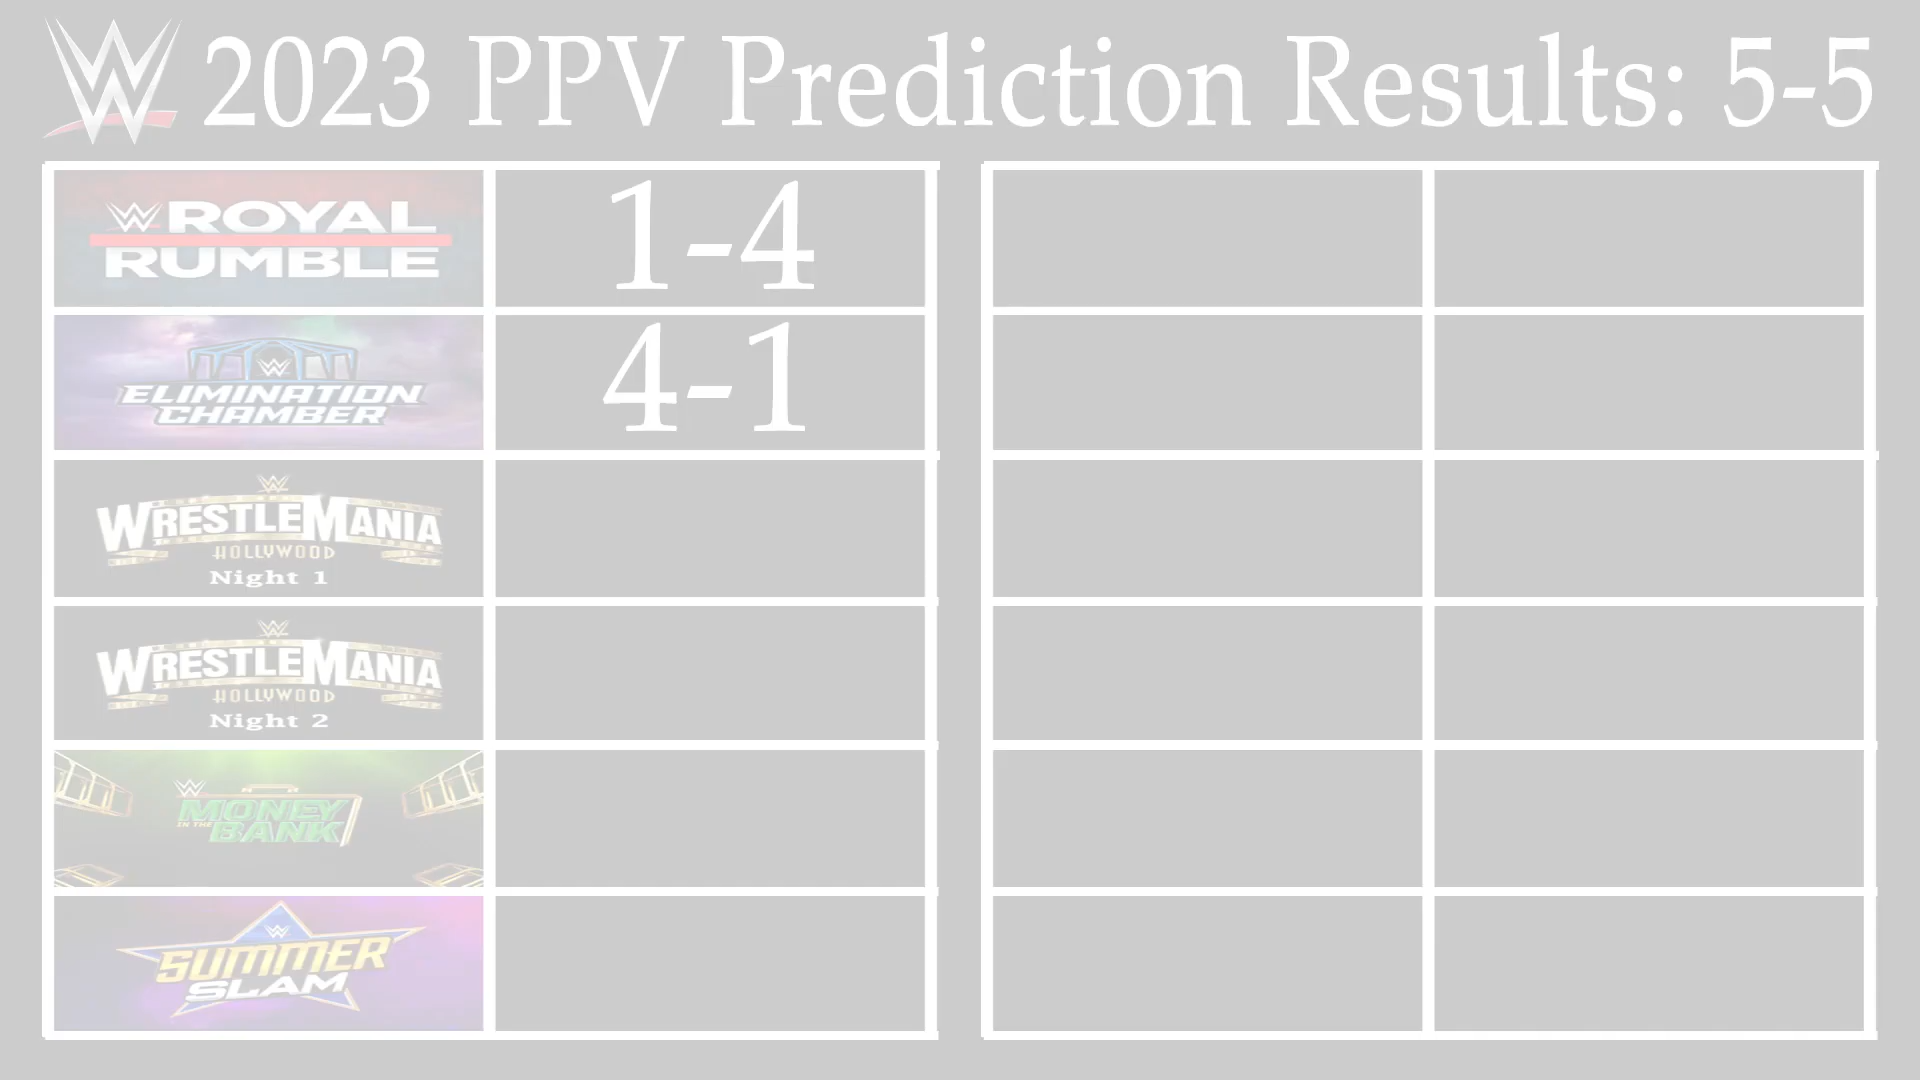 2023 PPV Prediction Results: 5-5
ROYAL
RUMBLE
1-4
ELIMINATION
CHAMBER
4-1
WRESTLEMANIA
HOLLYWOOD
Night 1
WRESTLEMANIA
HOLLYWOOD
Night 2
MONEY
IN THE
BANK
SUMMER
SLAM